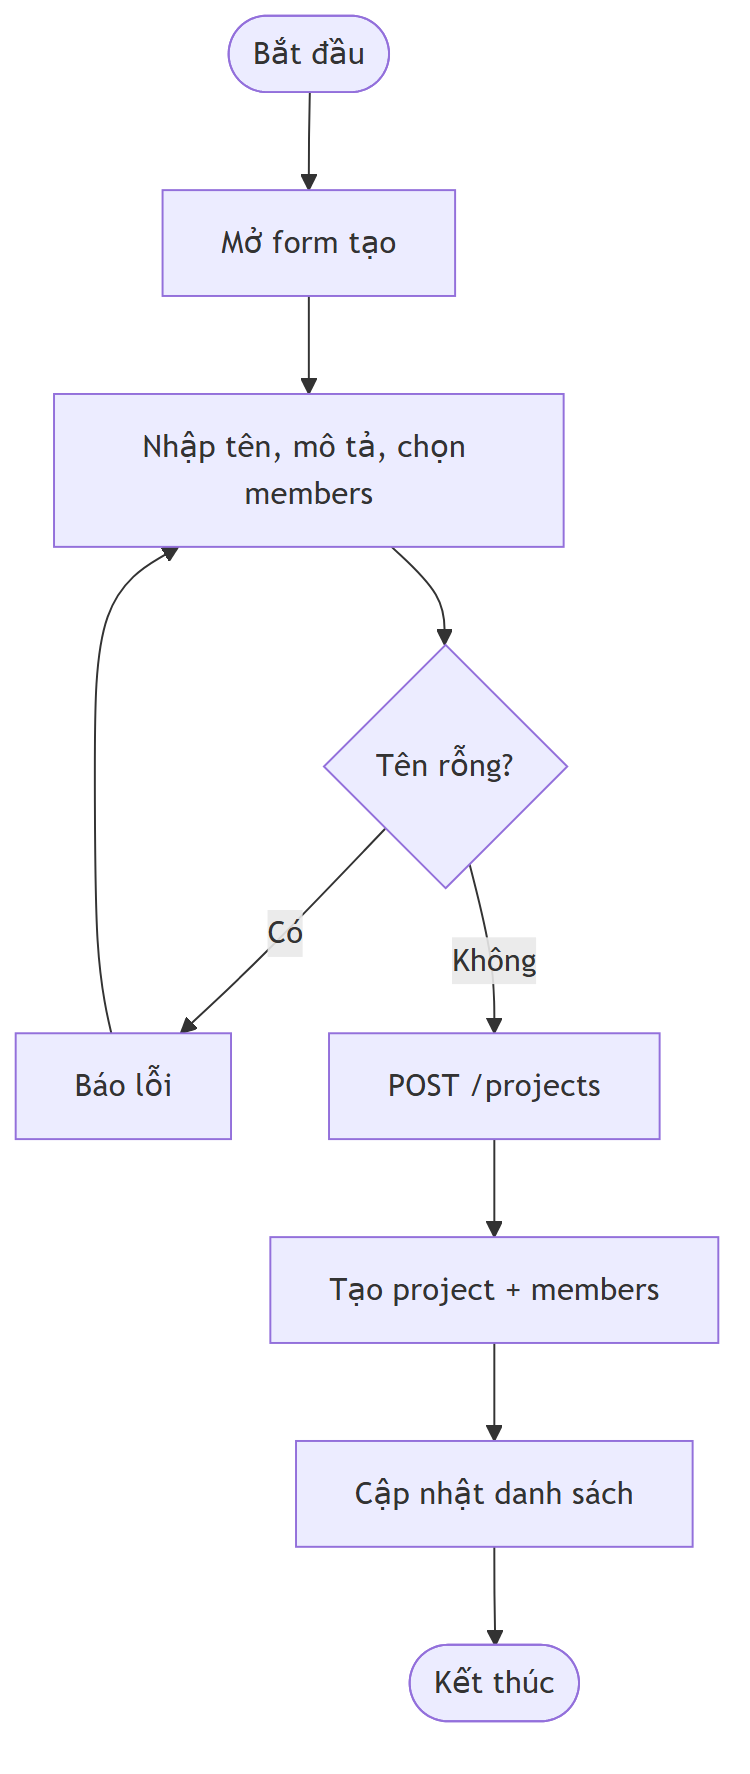 Bắt đầu
Mở form tạo
Nhập tên, mô tả, chọn
members
Tên rỗng?
Có
Không
Báo lỗi
POST /projects
Tạo project + members
Cập nhật danh sách
Kết thúc